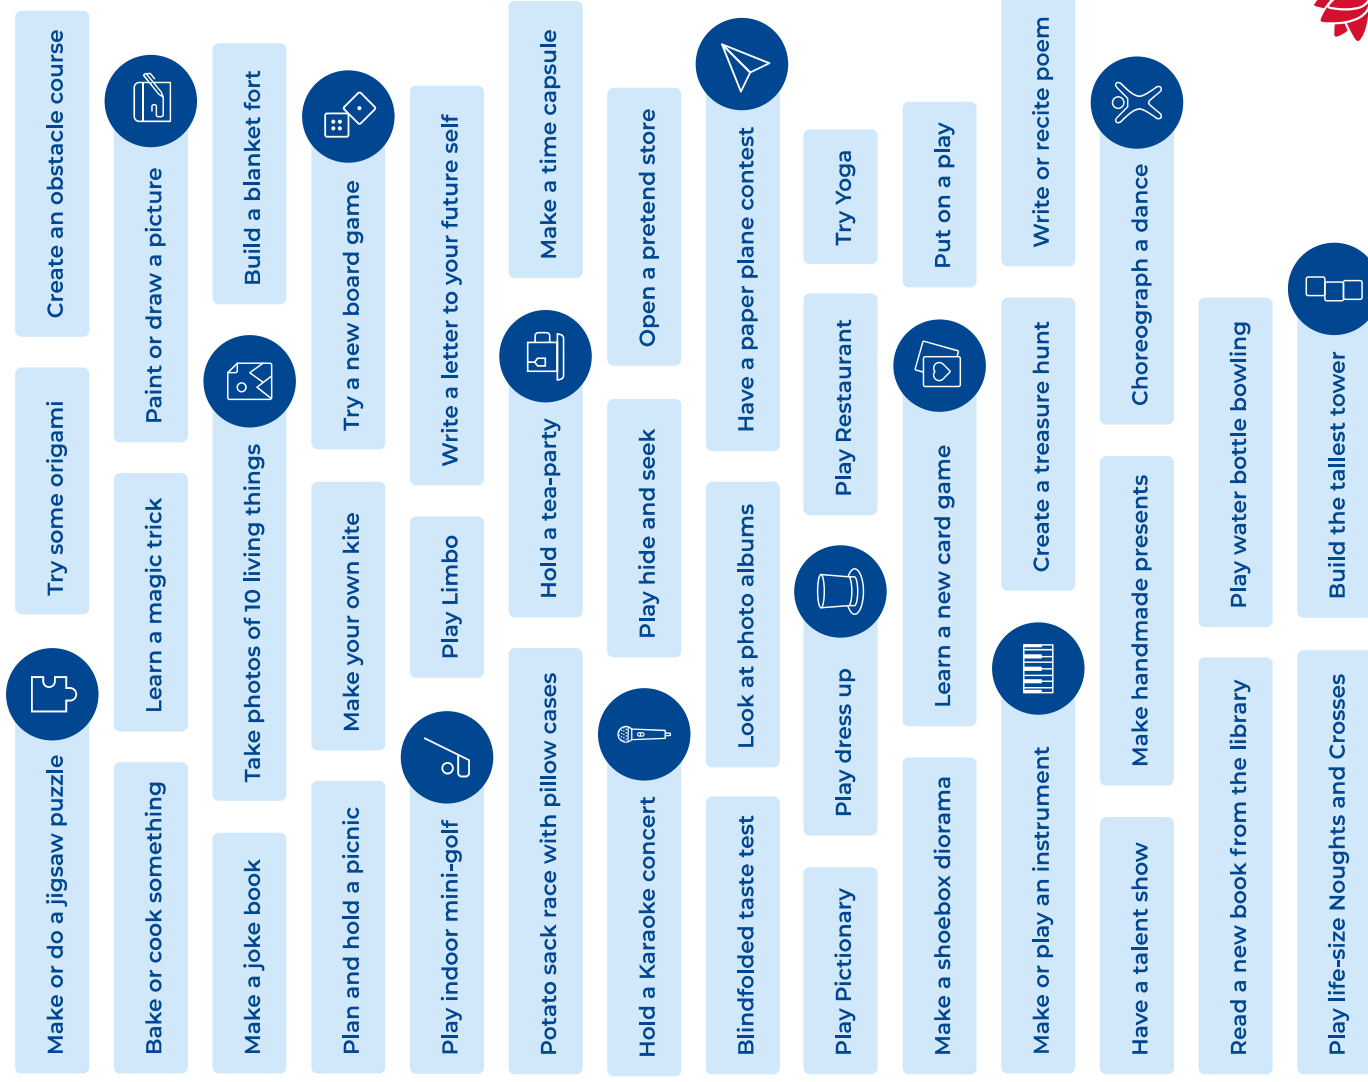 Make or do a jigsaw puzzle
Try some origami
Create an obstacle course
Bake or cook something
Learn a magic trick
Paint or draw a picture
Make a joke book
Take photos of 10 living things
Build a blanket fort
Plan and hold a picnic
Make your own kite
Try a new board game
Play indoor mini-golf
Play Limbo
Write a letter to your future self
Potato sack race with pillow cases
Hold a tea-party
Make a time capsule
Hold a Karaoke concert
Play hide and seek
Open a pretend store
Blindfolded taste test
Look at photo albums
Have a paper plane contest
Play Pictionary
Play dress up
Play Restaurant
Try Yoga
Make a shoebox diorama
Learn a new card game
Put on a play
Make or play an instrument
Create a treasure hunt
Write or recite poem
Have a talent show
Make handmade presents
Choreograph a dance
Read a new book from the library
Play water bottle bowling
Play life-size Noughts and Crosses
Build the tallest tower